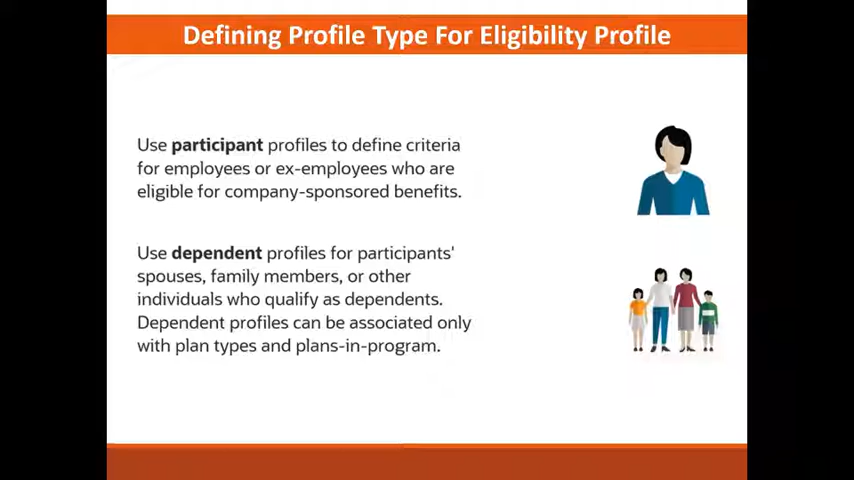 Defining Profile Type For Eligibility Profile
Use participant profiles to define criteria
for employees or ex-employees who are
eligible for company-sponsored benefits.
Use dependent profiles for participants'
spouses, family members, or other
individuals who qualify as dependents.
Dependent profiles can be associated only
with plan types and plans-in-program.